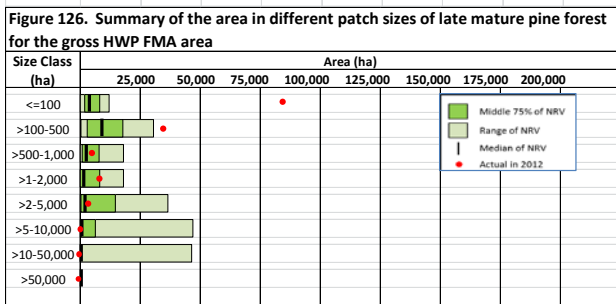 Figure 126.  Summary of the area in different patch sizes of late mature pine forest
for the gross HWP FMA area
Size Class
(ha)
Area (ha)
25,000 50,000 75,000 100,000 125,000 150,000 175,000 200,000
<=100
>100-500
>500-1,000
>1-2,000
>2-5,000
>5-10,000
>10-50,000
>50,000
Middle 75% of NRV
Range of NRV
Median of NRV
Actual in 2012